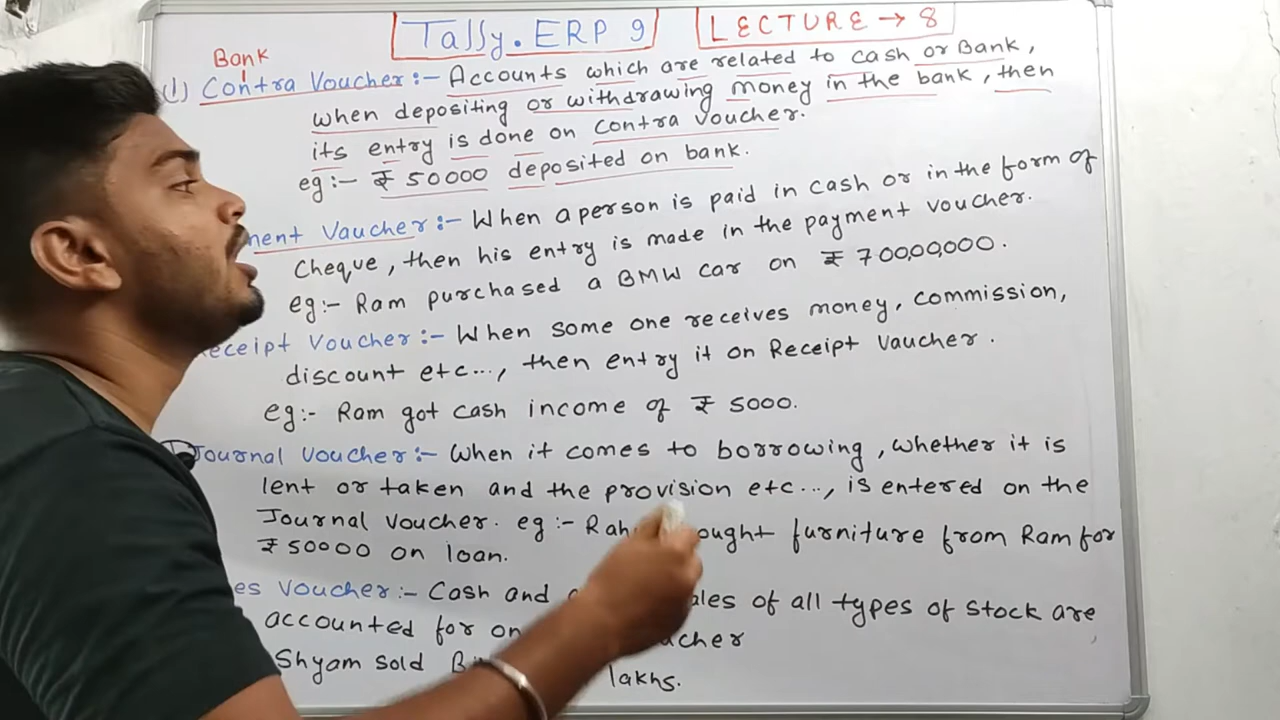 Tally.ERP 9 LECTURE → 8
Bank
(1) Contra Voucher:- Accounts which are related to cash or Bank,
when depositing or withdrawing money in the bank, then
its entry is done on contra voucher.
eg:- ₹ 50000 deposited on bank.
ment Vaucher:- When a person is paid in cash or in the form of
cheque, then his entry is made in the payment voucher.
eg:- Ram purchased a BMW car on ₹ 700,00,000.
eceipt Voucher:- When some one receives money, commission,
discount etc..., then entry it on Receipt Vaucher.
eg:- Ram got cash income of ₹ 5000.
Journal Voucher:- When it comes to borrowing, whether it is
lent or taken and the provision etc..., is entered on the
Journal Voucher. eg:- Rah ought furniture from Ram for
₹ 50000 on loan.
es Voucher:- Cash and ales of all types of stock are
accounted for on ucher
Shyam sold lakhs.